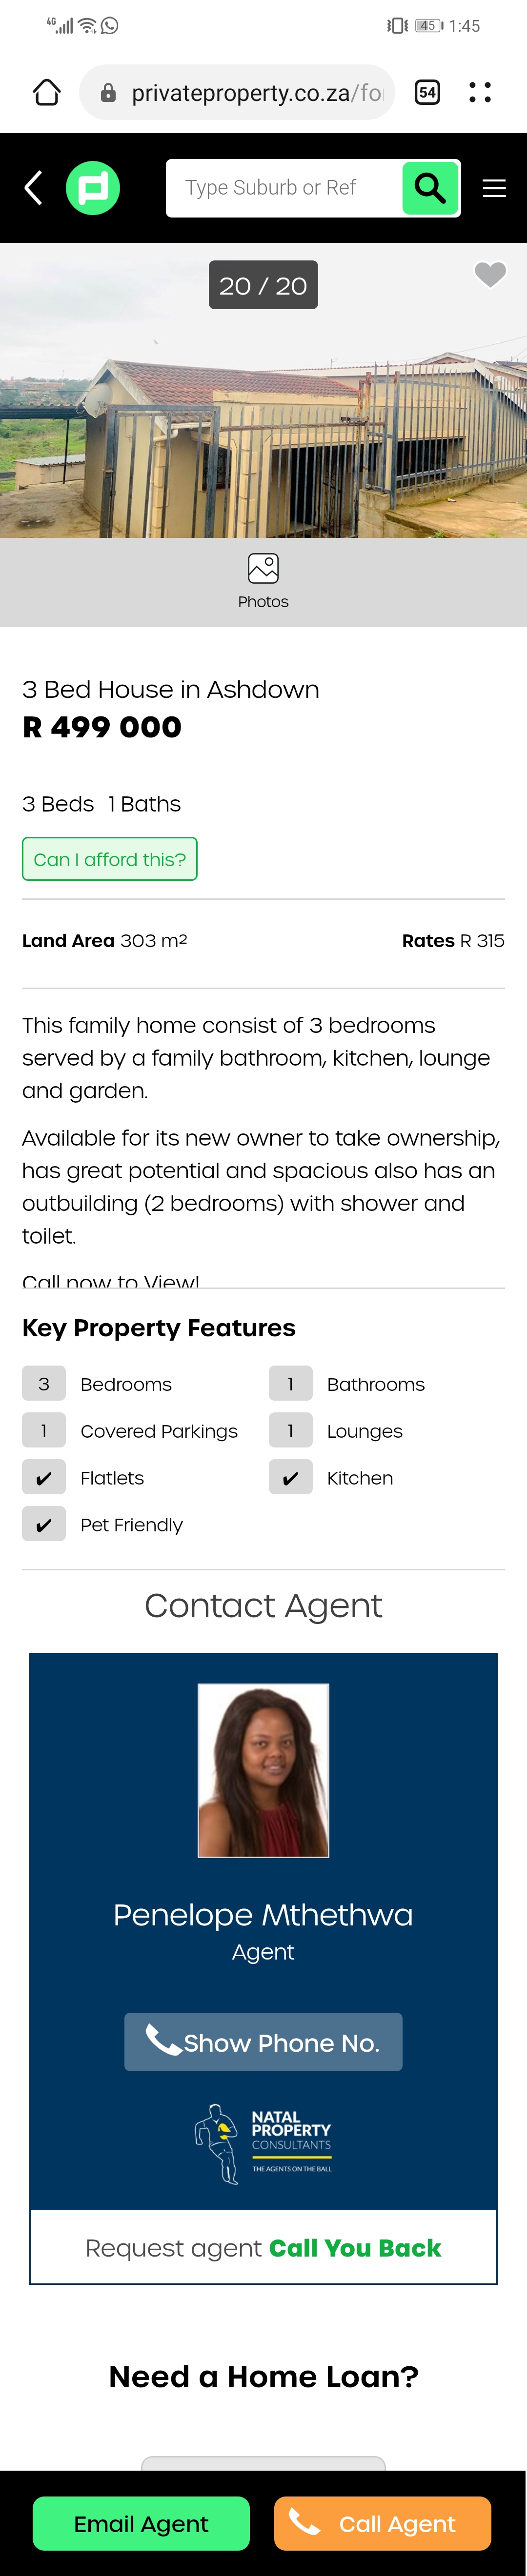 4G 45 1:45
privateproperty.co.za/fo
54
Type Suburb or Ref
20 / 20
Photos
3 Bed House in Ashdown
R 499 000
3 Beds 1 Baths
Can I afford this?
Land Area 303 m² Rates R 315
This family home consist of 3 bedrooms
served by a family bathroom, kitchen, lounge
and garden.
Available for its new owner to take ownership,
has great potential and spacious also has an
outbuilding (2 bedrooms) with shower and
toilet.
Call now to View!
Key Property Features
3 Bedrooms 1 Bathrooms
1 Covered Parkings 1 Lounges
✔ Flatlets ✔ Kitchen
✔ Pet Friendly
Contact Agent
Penelope Mthethwa
Agent
Show Phone No.
NATAL
PROPERTY
CONSULTANTS
THE AGENTS ON THE BALL
Request agent Call You Back
Need a Home Loan?
Email Agent Call Agent